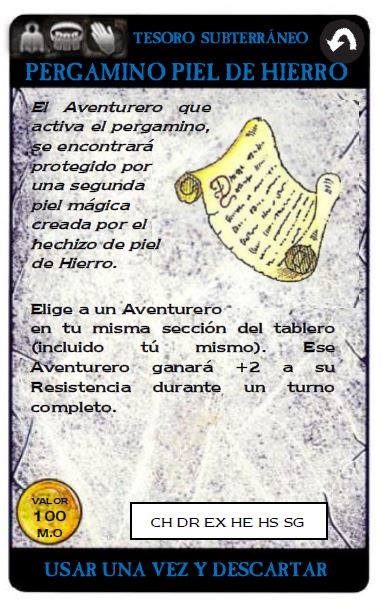 TESORO SUBTERRÁNEO
PERGAMINO PIEL DE HIERRO
El Aventurero que
activa el pergamino,
se encontrará
protegido por
una segunda
piel mágica
creada por el
hechizo de piel
de Hierro.
Elige a un Aventurero
en tu misma sección del tablero
(incluido tú mismo). Ese
Aventurero ganará +2 a su
Resistencia durante un turno
completo.
VALOR
100
M.O
CH DR EX HE HS SG
USAR UNA VEZ Y DESCARTAR